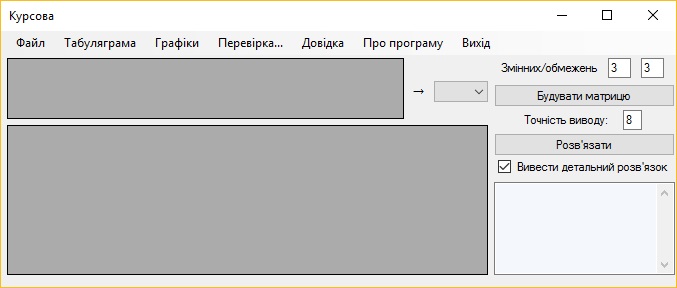 Курсова
Файл Табуляграма Графіки Перевірка... Довідка Про програму Вихід
Змінних/обмежень 3 3
→
Будувати матрицю
Точність виводу: 8
Розв'язати
Вивести детальний розв'язок